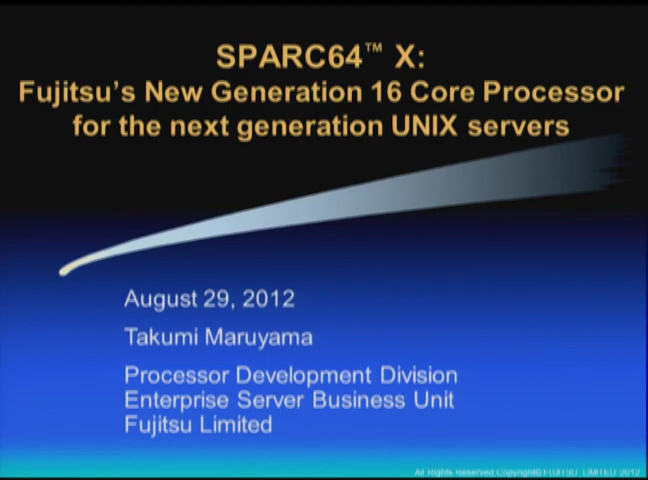 SPARC64™ X:
Fujitsu's New Generation 16 Core Processor
for the next generation UNIX servers
August 29, 2012
Takumi Maruyama
Processor Development Division
Enterprise Server Business Unit
Fujitsu Limited
All Rights Reserved,Copyright© FUJITSU LIMITED 2012